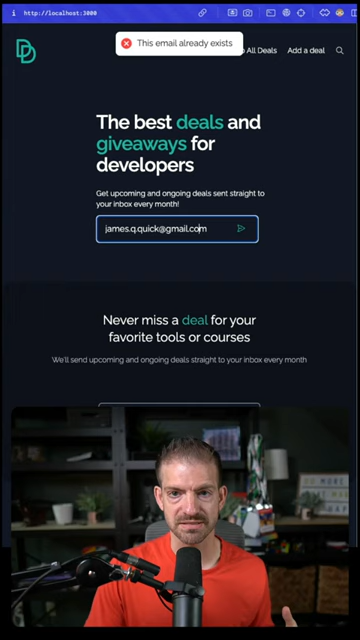 http://localhost:3000
This email already exists
All Deals
Add a deal
The best deals and
giveaways for
developers
Get upcoming and ongoing deals sent straight to
your inbox every month!
james.q.quick@gmail.com
Never miss a deal for your
favorite tools or courses
We'll send upcoming and ongoing deals straight to your inbox every month